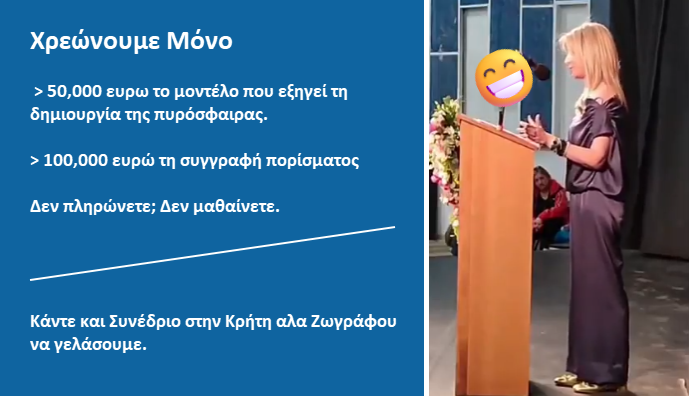 Χρεώνουμε Μόνο
> 50,000 ευρω το μοντέλο που εξηγεί τη
δημιουργία της πυρόσφαιρας.
> 100,000 ευρώ τη συγγραφή πορίσματος
Δεν πληρώνετε; Δεν μαθαίνετε.
Κάντε και Συνέδριο στην Κρήτη αλα Ζωγράφου
να γελάσουμε.